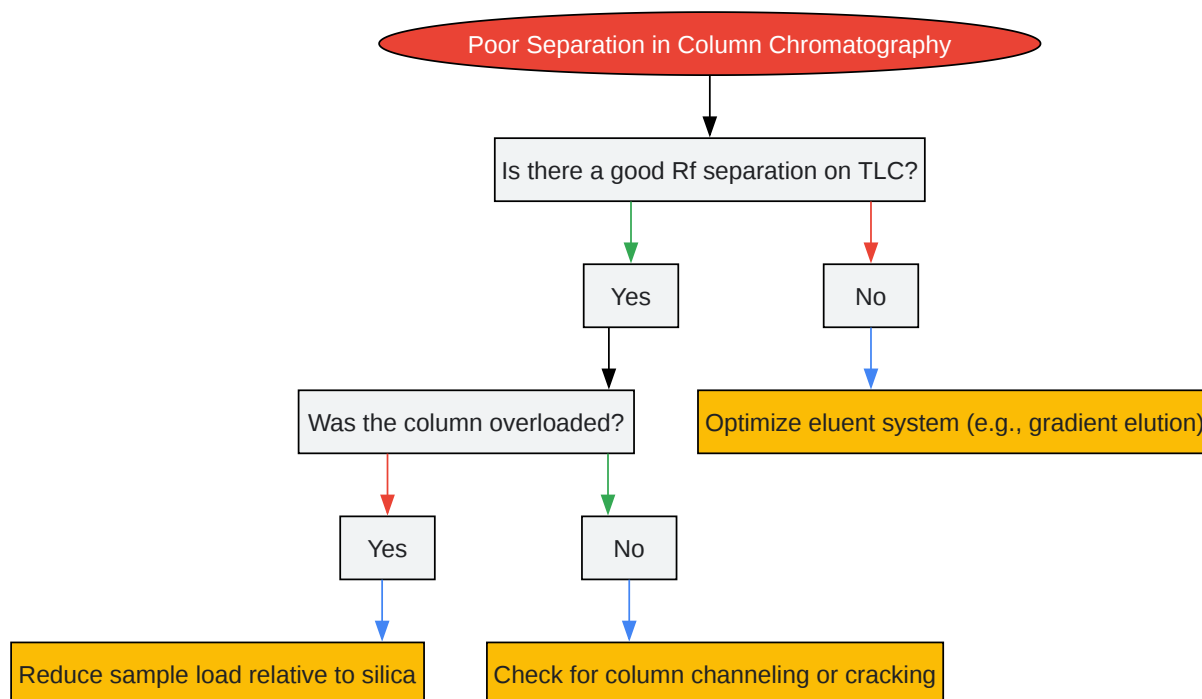 Poor Separation in Column Chromatography
Is there a good Rf separation on TLC?
Yes
No
Was the column overloaded?
Optimize eluent system (e.g., gradient elution)
Yes
No
Reduce sample load relative to silica
Check for column channeling or cracking